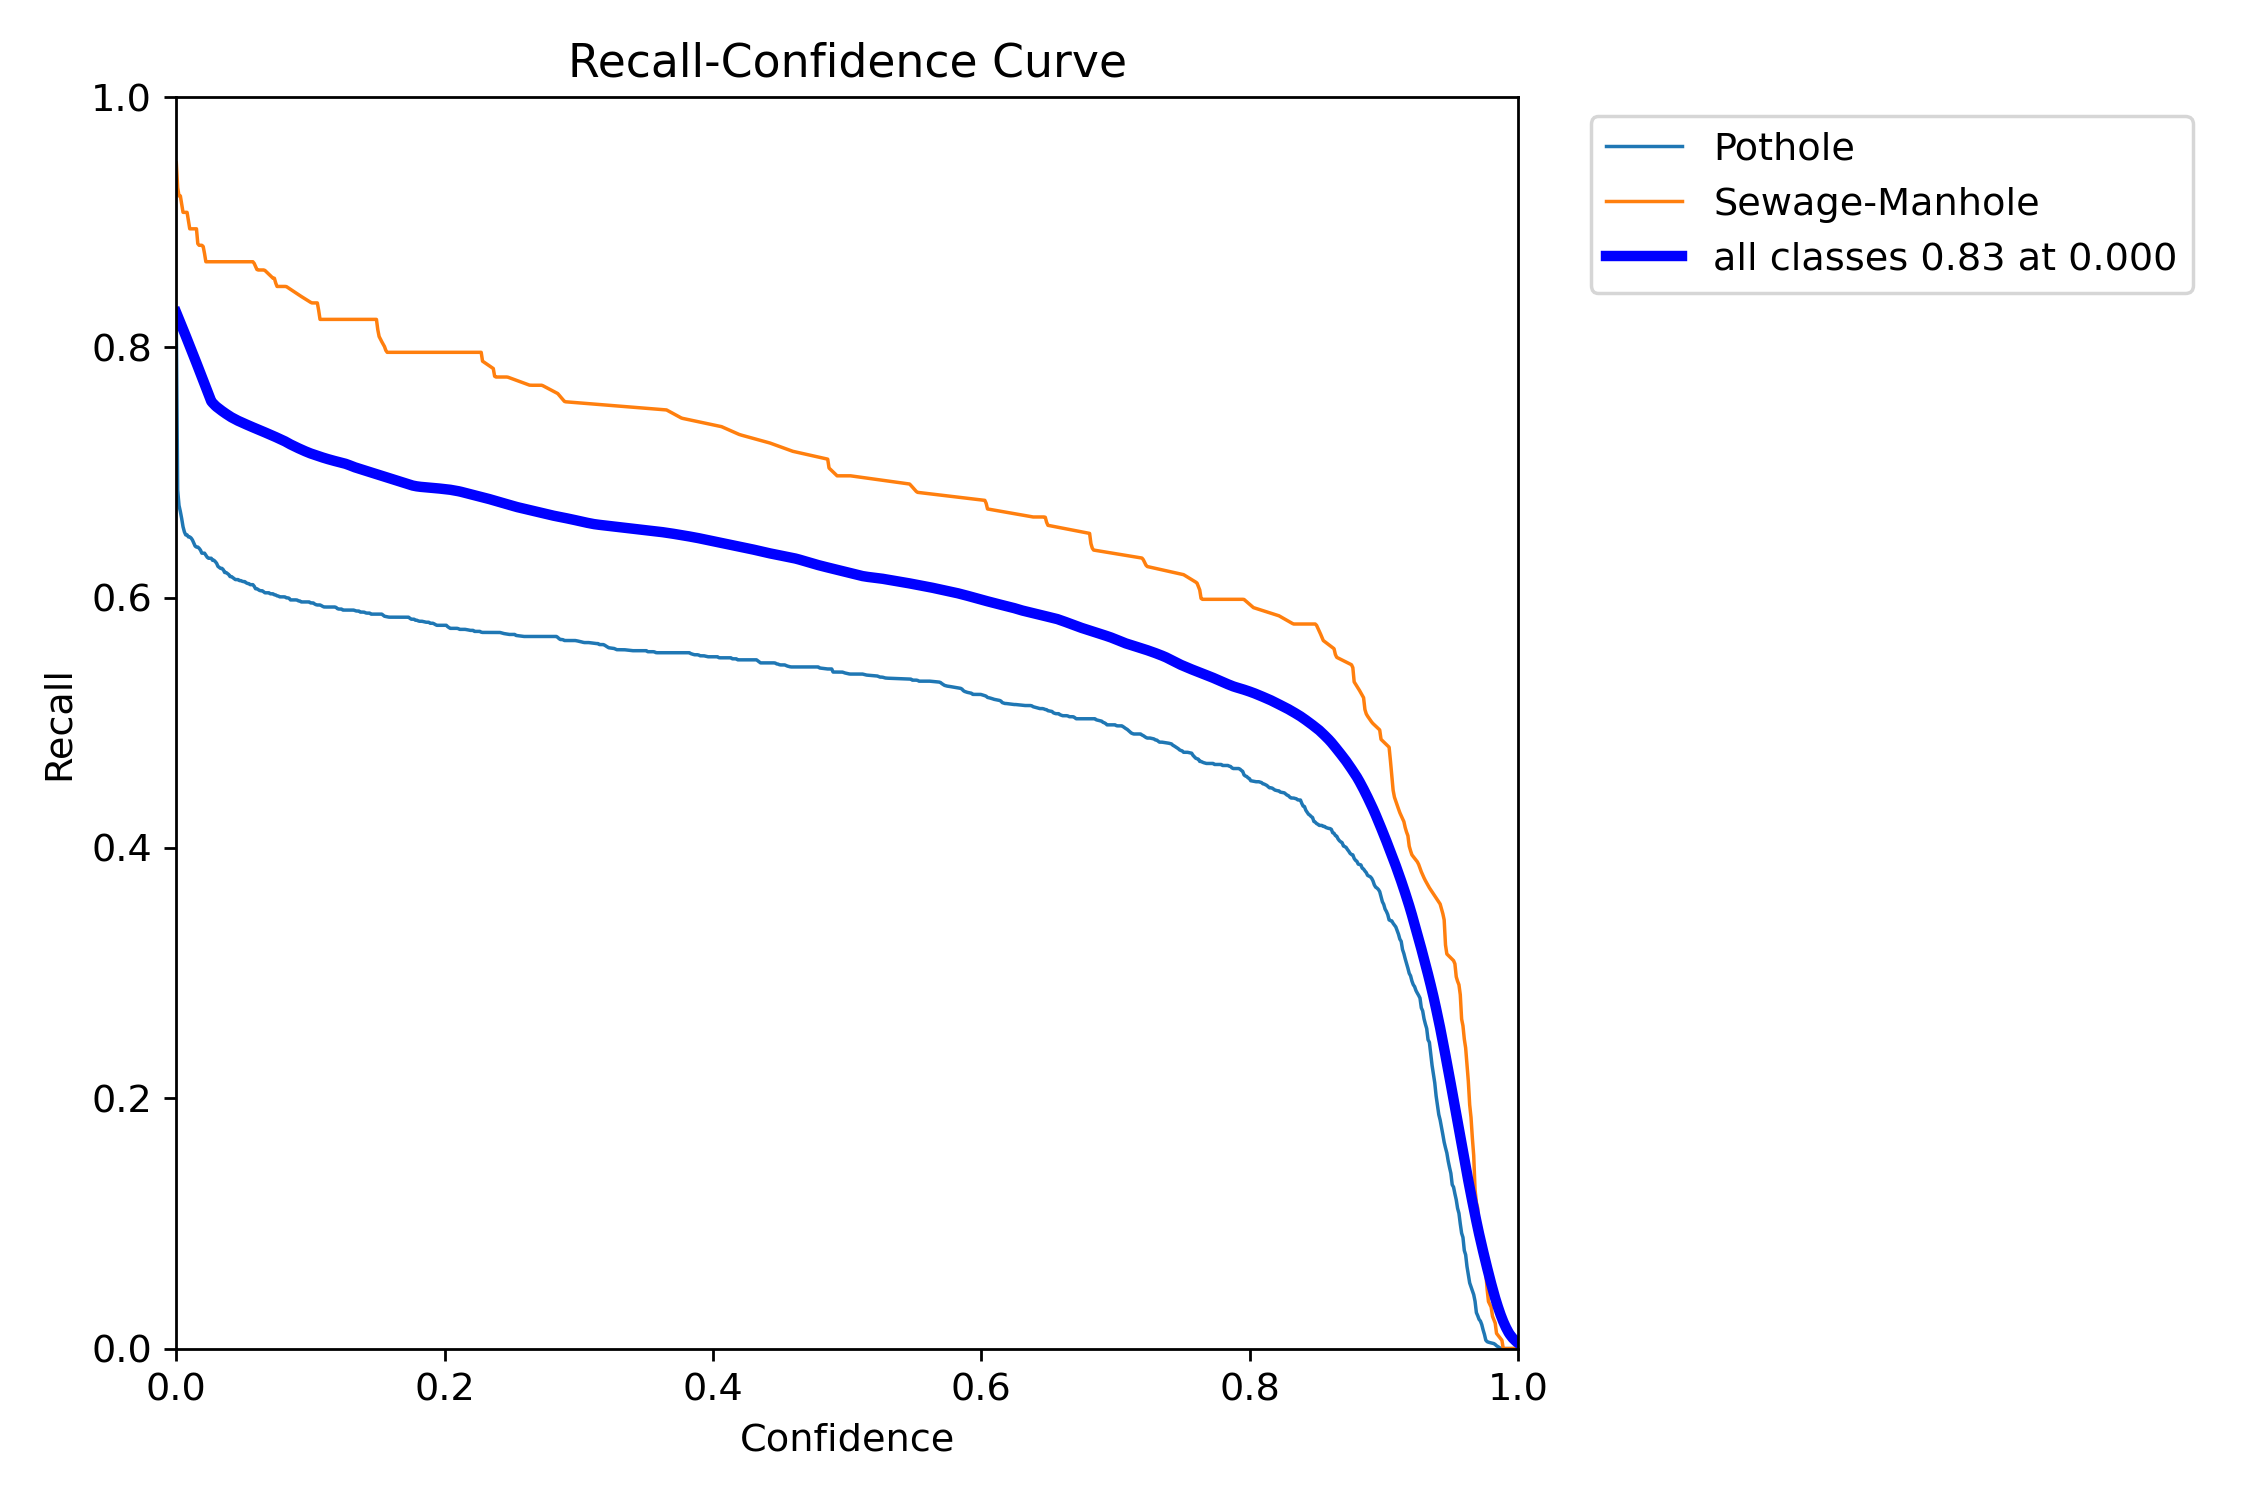 Recall-Confidence Curve
1.0
0.8
0.6
0.4
0.2
0.0
Recall
0.0 0.2 0.4 0.6 0.8 1.0
Confidence
Pothole
Sewage-Manhole
all classes 0.83 at 0.000